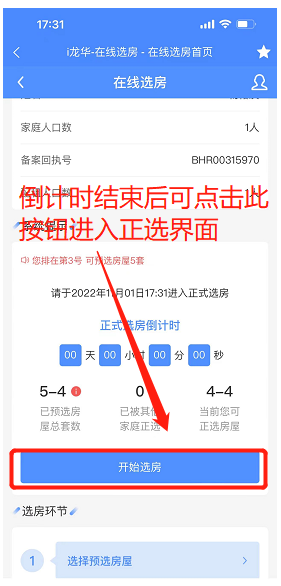 17:31
i龙华-在线选房 - 在线选房首页
在线选房
家庭人口数 1人
备案回执号 BHR00315970
倒计时结束后可点击此
按钮进入正选界面
您排在第3号 可预选房屋5套
请于2022年11月01日17:31进入正式选房
正式选房倒计时
00 天 00 小时 00 分 00 秒
5-4 0 4-4
已预选房 已被其他 当前您可
屋总套数 家庭正选 正选房屋
开始选房
选房环节
1 选择预选房屋